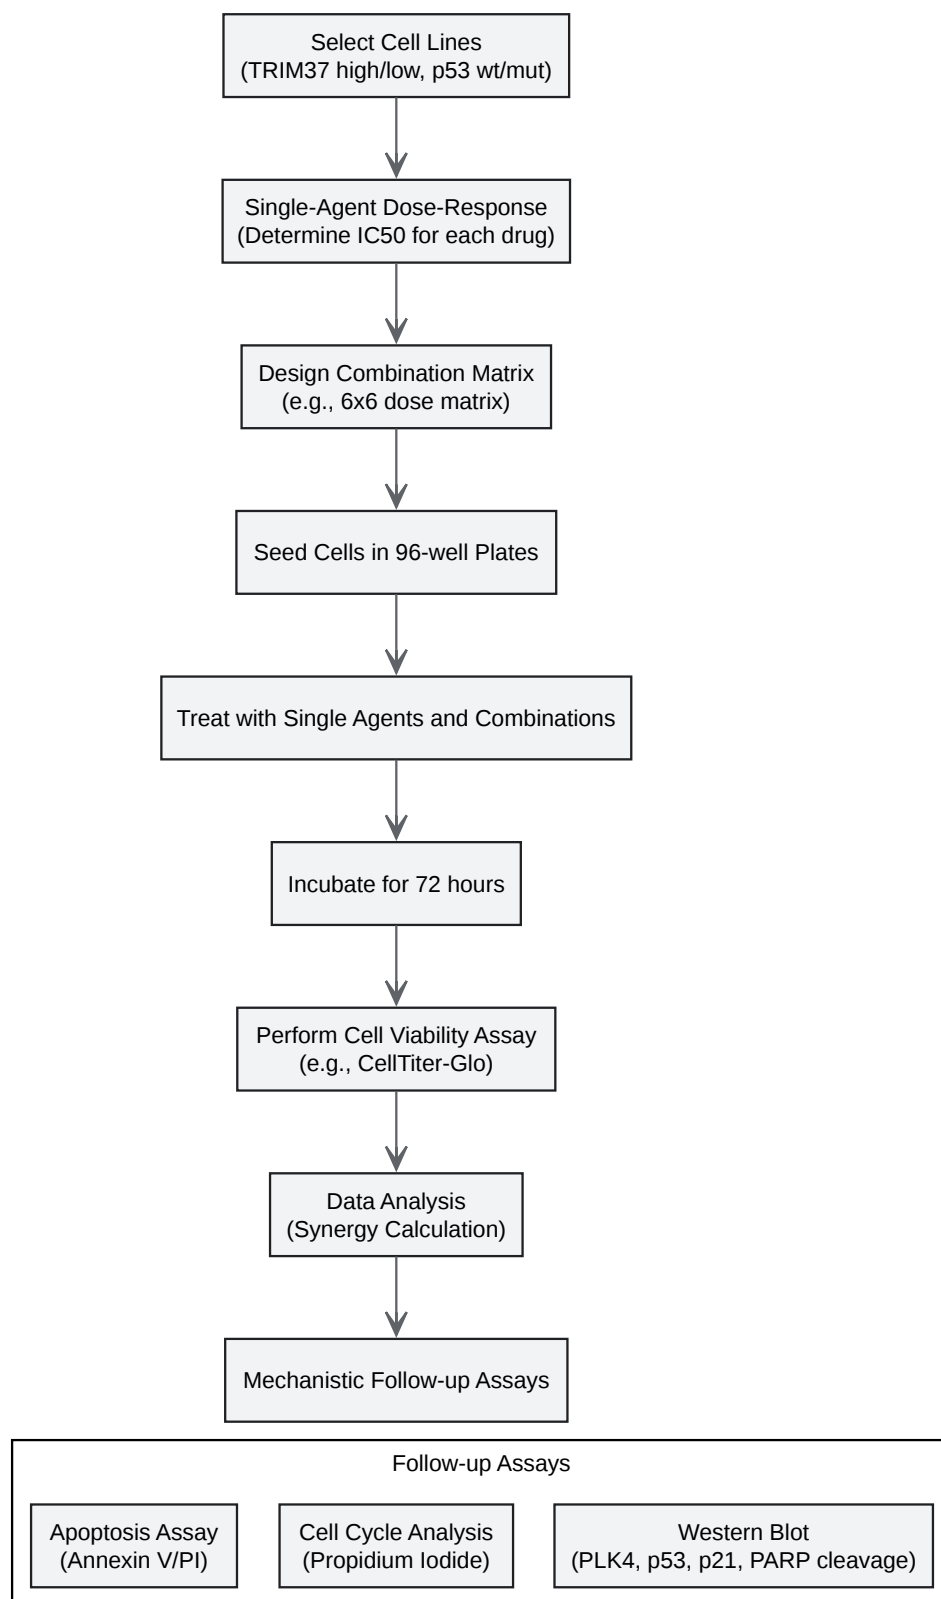 Select Cell Lines
(TRIM37 high/low, p53 wt/mut)
Single-Agent Dose-Response
(Determine IC50 for each drug)
Design Combination Matrix
(e.g., 6x6 dose matrix)
Seed Cells in 96-well Plates
Treat with Single Agents and Combinations
Incubate for 72 hours
Perform Cell Viability Assay
(e.g., CellTiter-Glo)
Data Analysis
(Synergy Calculation)
Mechanistic Follow-up Assays
Follow-up Assays
Apoptosis Assay
(Annexin V/PI)
Cell Cycle Analysis
(Propidium Iodide)
Western Blot
(PLK4, p53, p21, PARP cleavage)